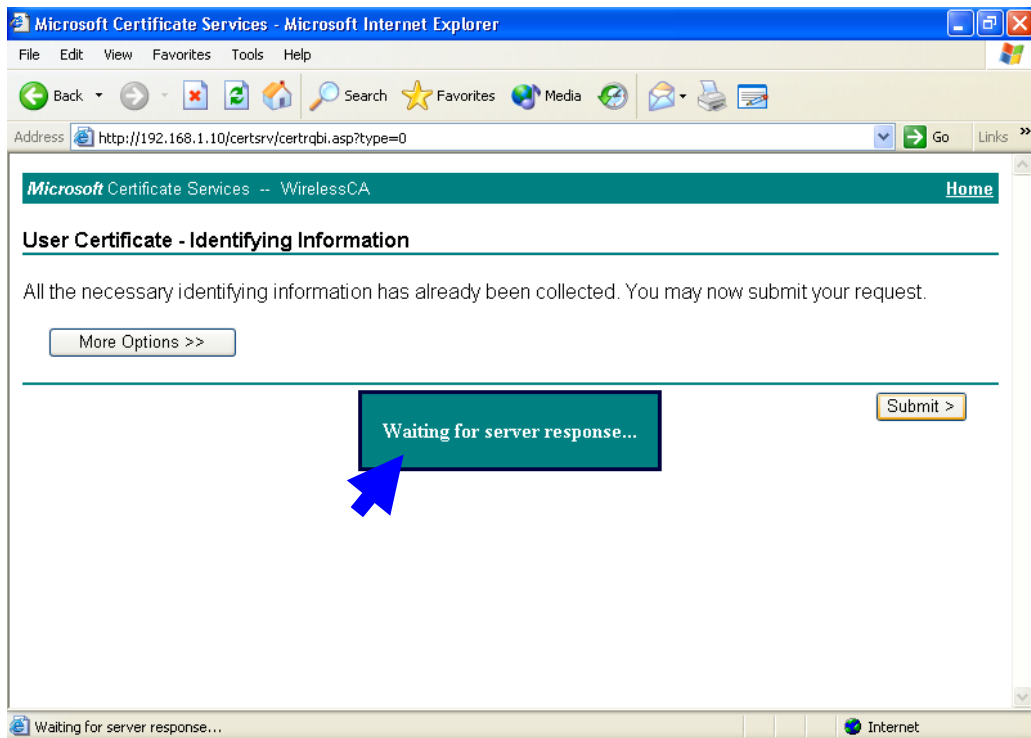 Microsoft Certificate Services - Microsoft Internet Explorer
File Edit View Favorites Tools Help
Back Search Favorites Media
Address http://192.168.1.10/certsrv/certrqbi.asp?type=0 Go Links »
Microsoft Certificate Services -- WirelessCA Home
User Certificate - Identifying Information
All the necessary identifying information has already been collected. You may now submit your request.
More Options >>
Submit >
Waiting for server response...
Waiting for server response... Internet